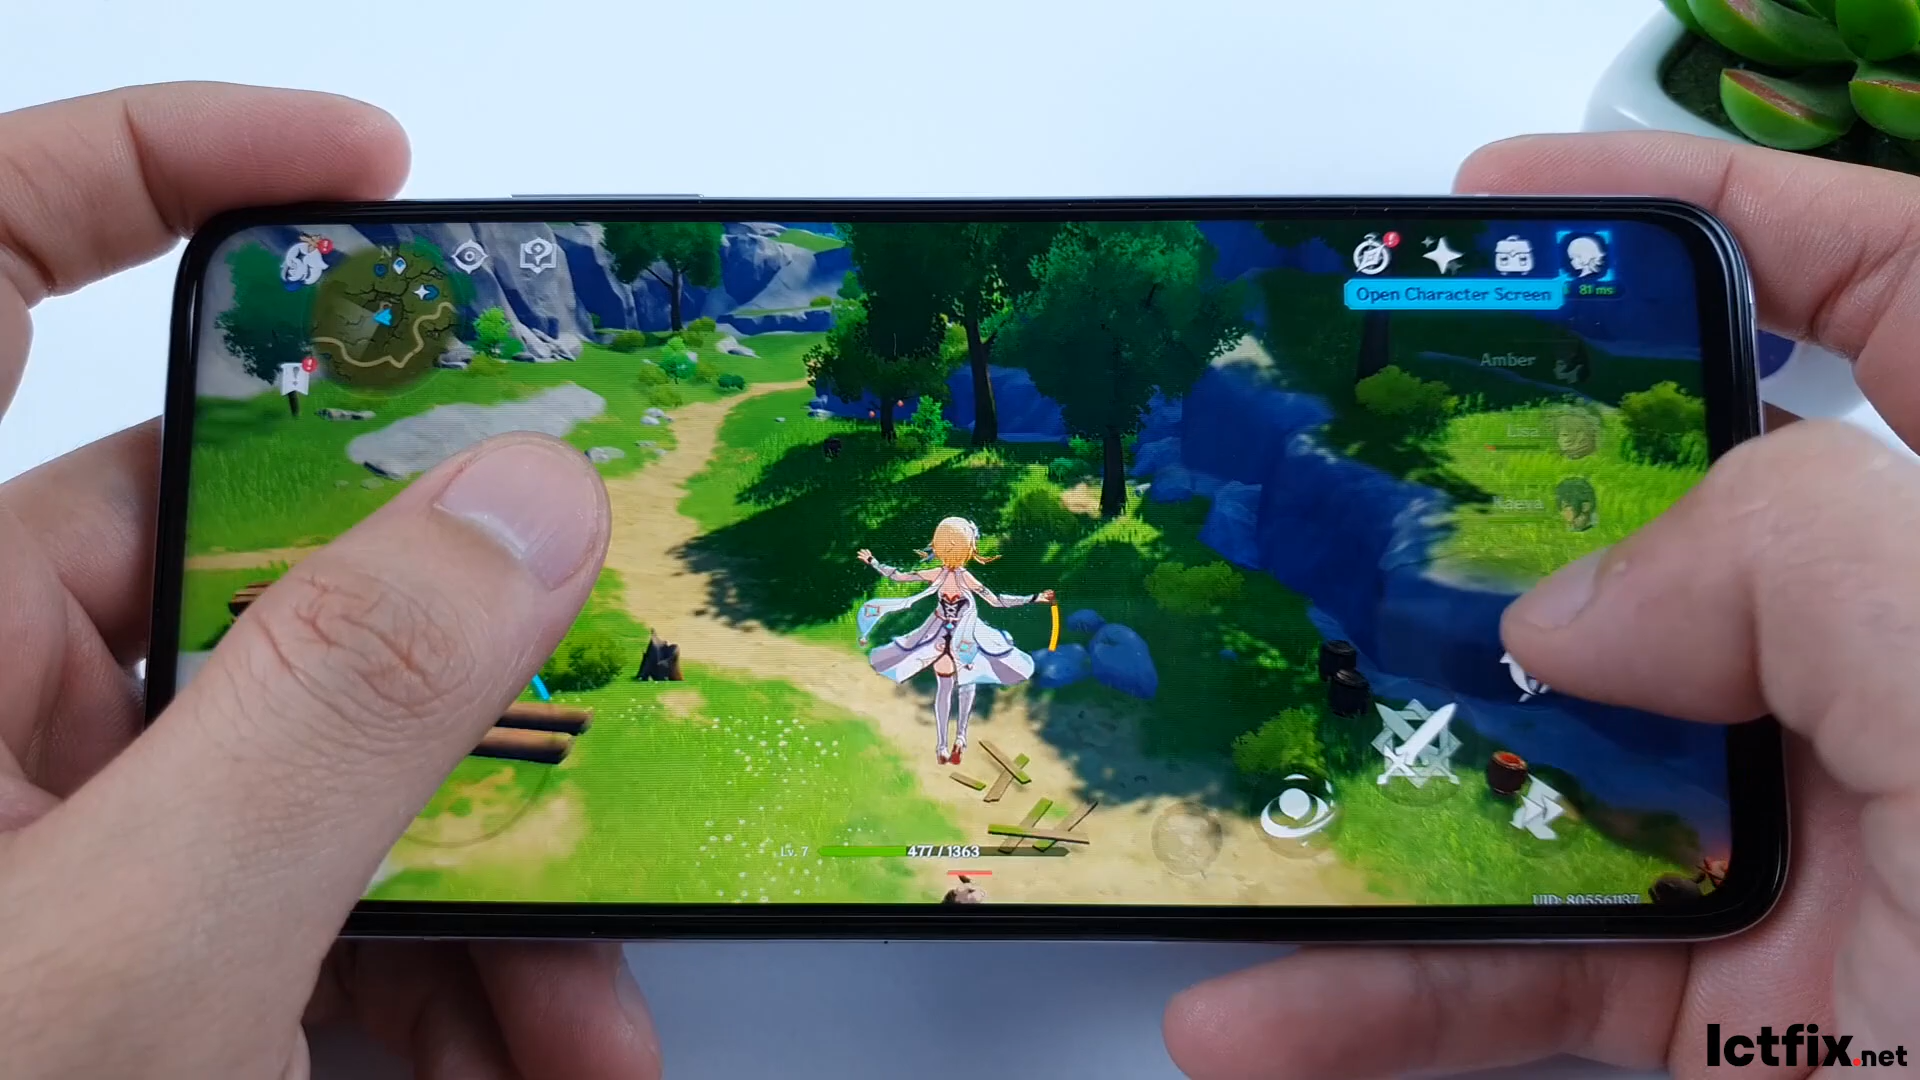 N
81 ms
Open Character Screen
Amber
Lisa
Kaeya
Lv. 7
477 / 1363
UID: 805561137
Ictfix.net